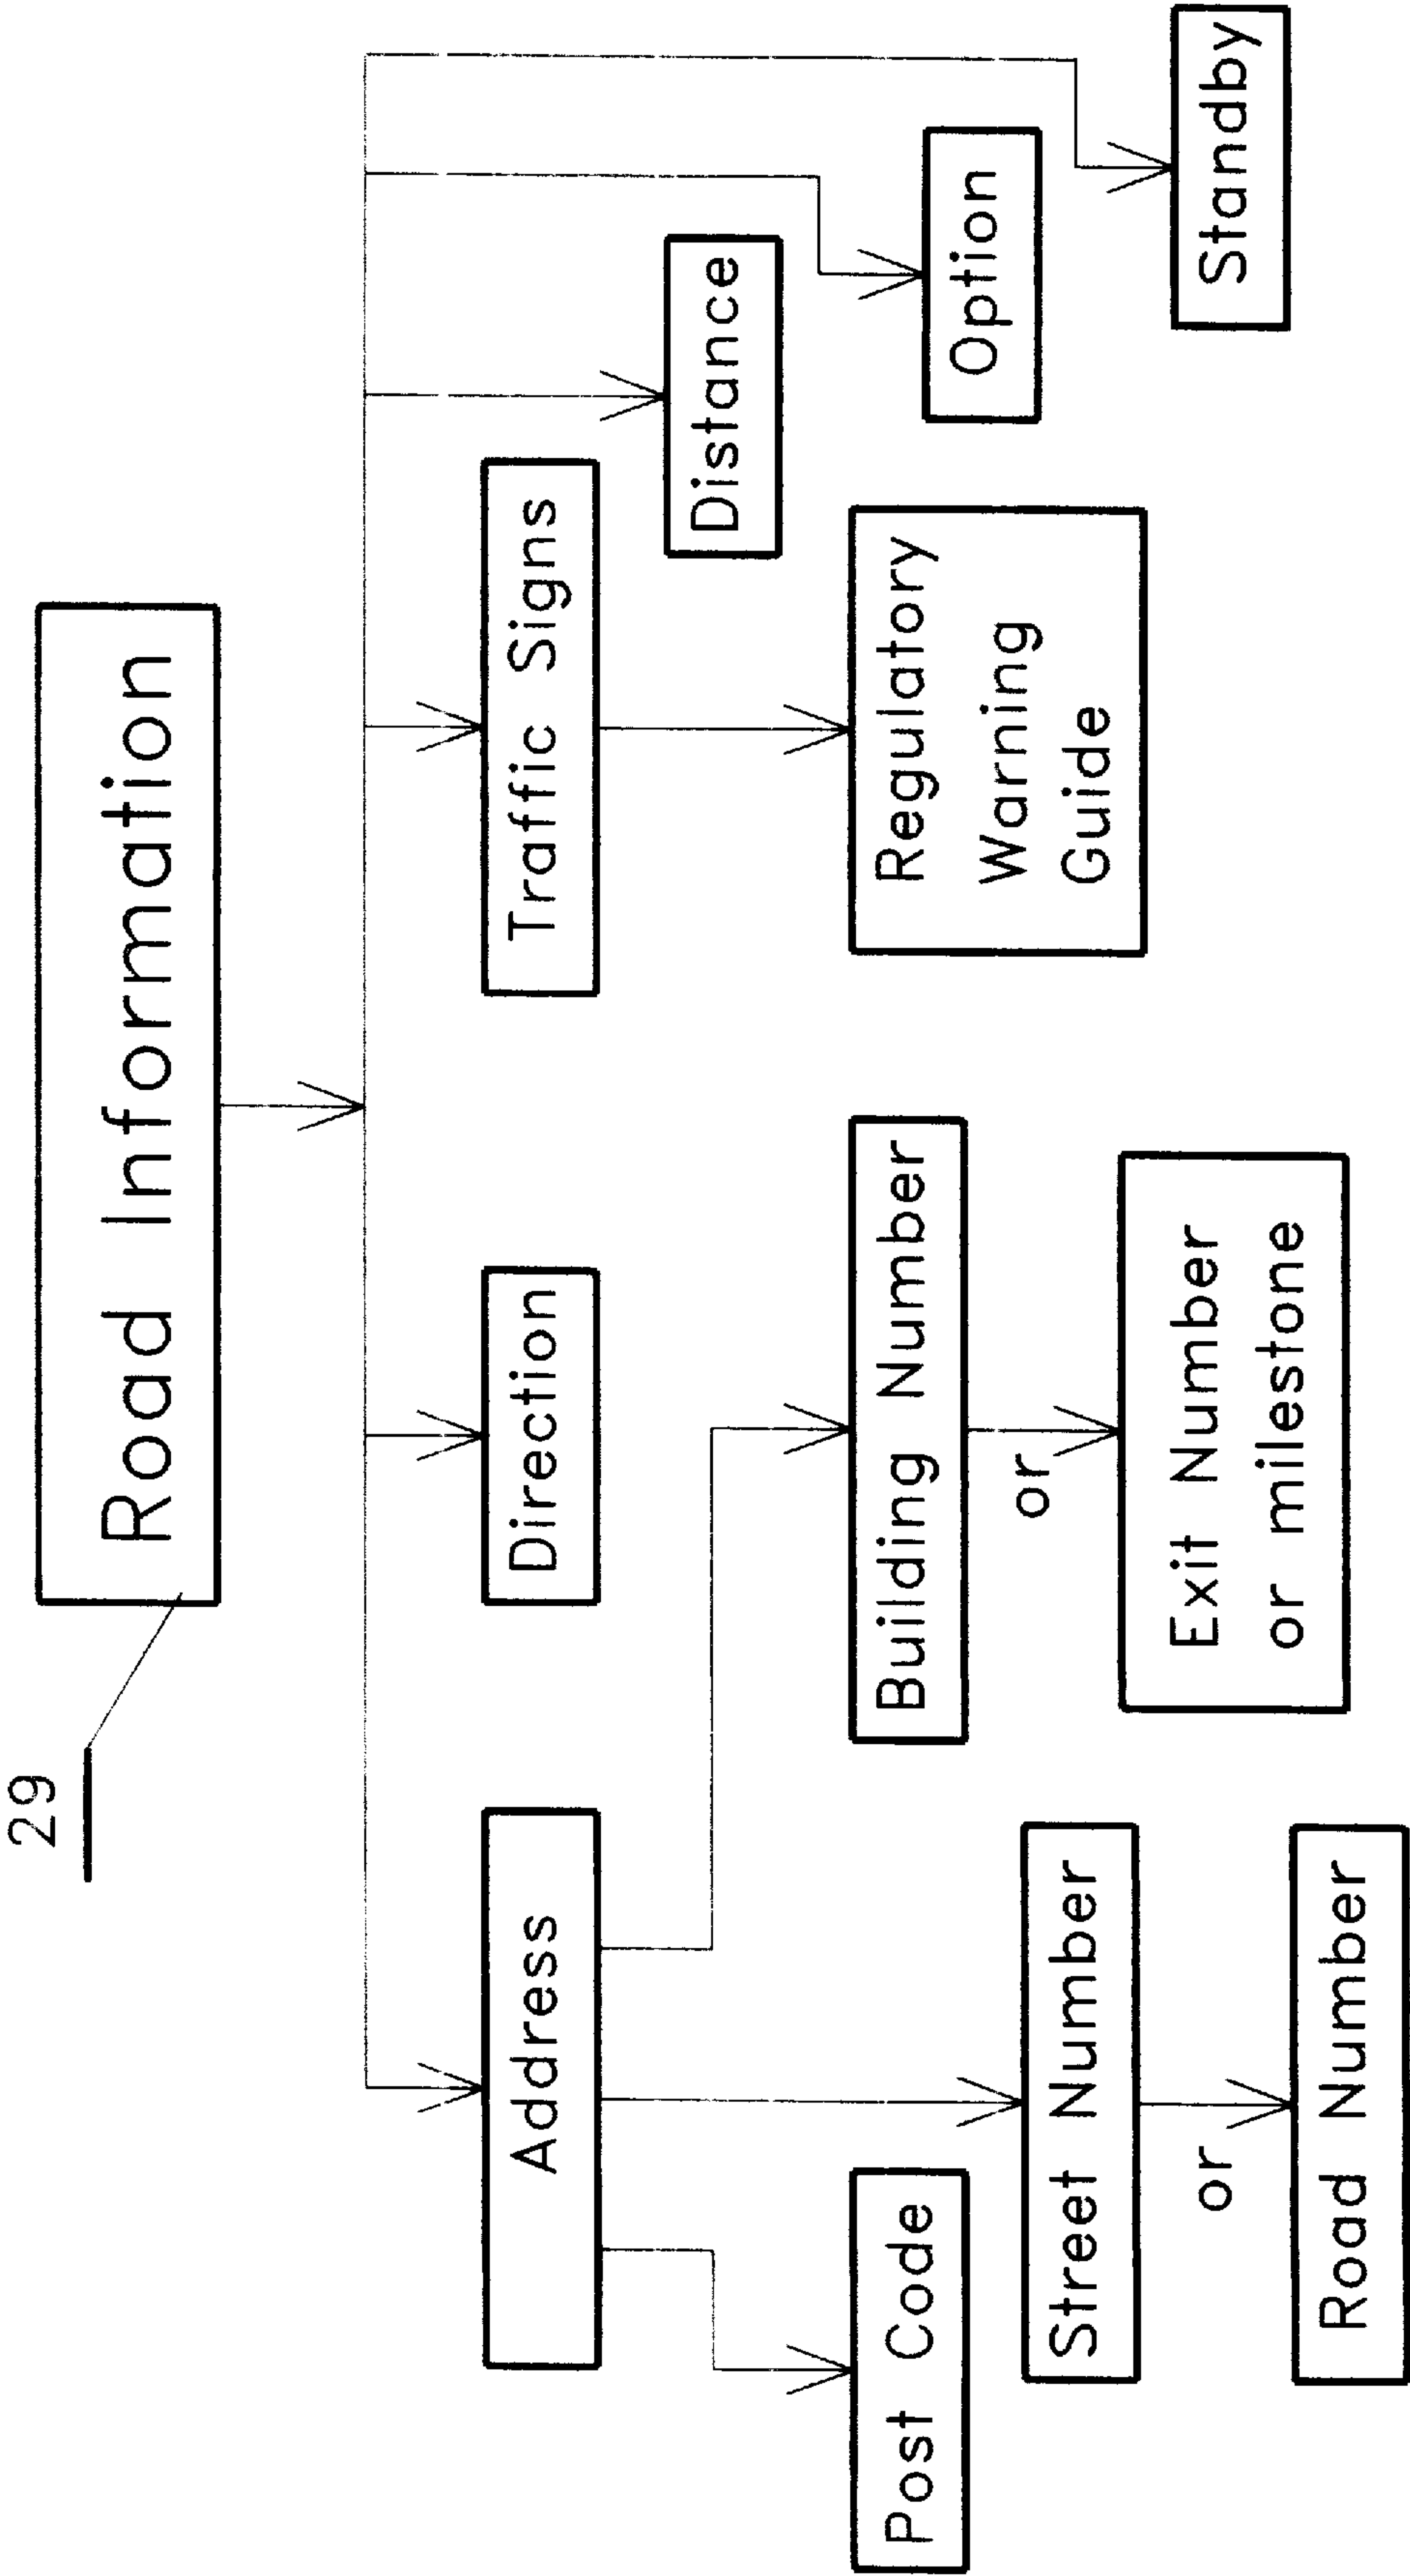 29
Road Information
Address
Direction
Traffic Signs
Distance
Option
Standby
Post Code
Street Number
or
Road Number
Building Number
or
Exit Number
or milestone
Regulatory
Warning
Guide